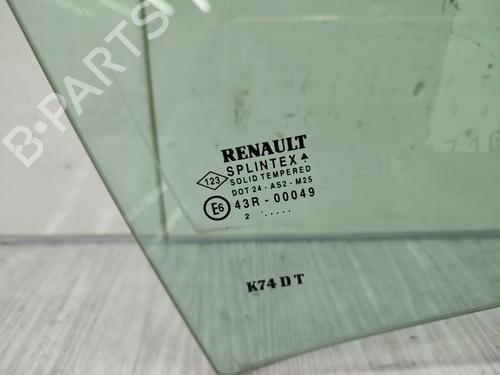 B-PARTS
RENAULT
SPLINTEX
123
SOLID TEMPERED
DOT 24 - AS2 - M25
E6 43R - 00049
2 .....
K74 D T